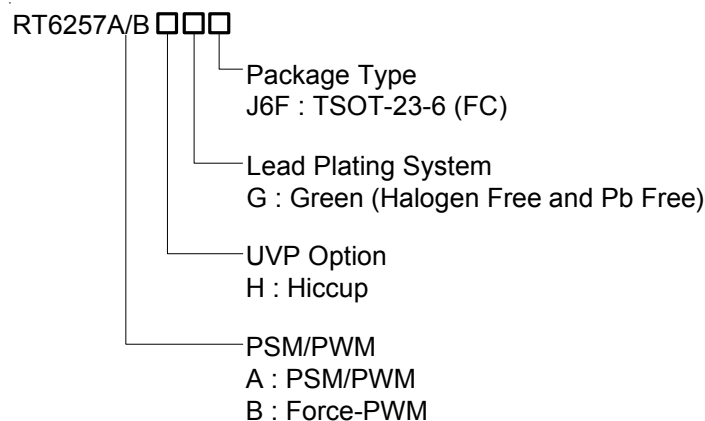 RT6257A/B □□□
Package Type
J6F : TSOT-23-6 (FC)
Lead Plating System
G : Green (Halogen Free and Pb Free)
UVP Option
H : Hiccup
PSM/PWM
A : PSM/PWM
B : Force-PWM